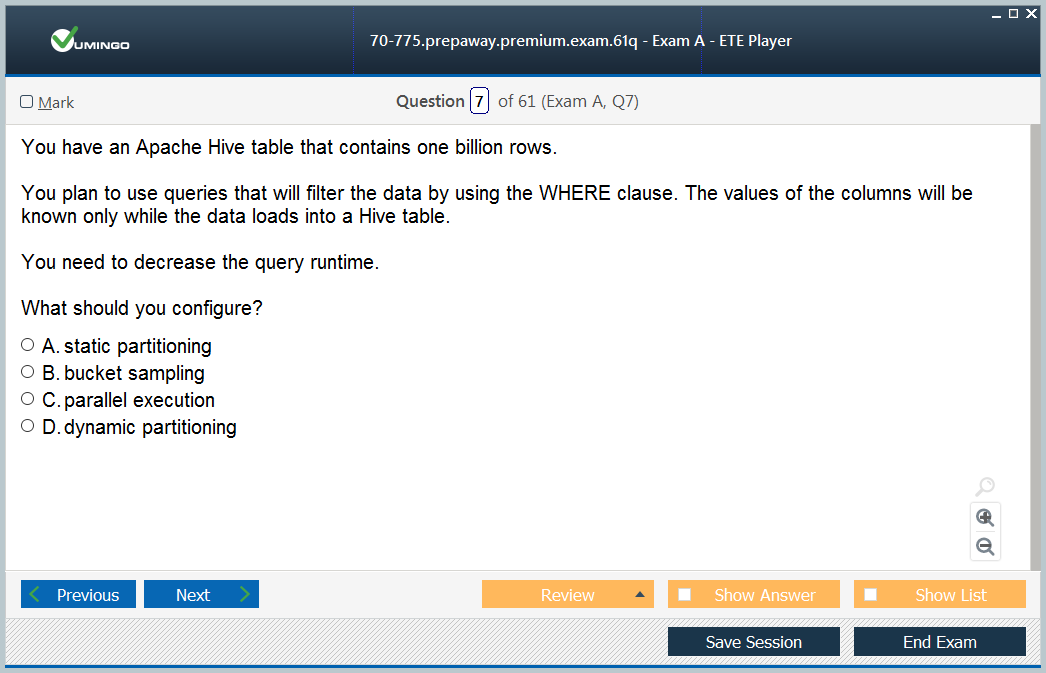 VUMINGO
70-775.prepaway.premium.exam.61q - Exam A - ETE Player
Mark
Question 7 of 61 (Exam A, Q7)
You have an Apache Hive table that contains one billion rows.
You plan to use queries that will filter the data by using the WHERE clause. The values of the columns will be
known only while the data loads into a Hive table.
You need to decrease the query runtime.
What should you configure?
A. static partitioning
B. bucket sampling
C. parallel execution
D. dynamic partitioning
Previous Next Review Show Answer Show List
Save Session End Exam